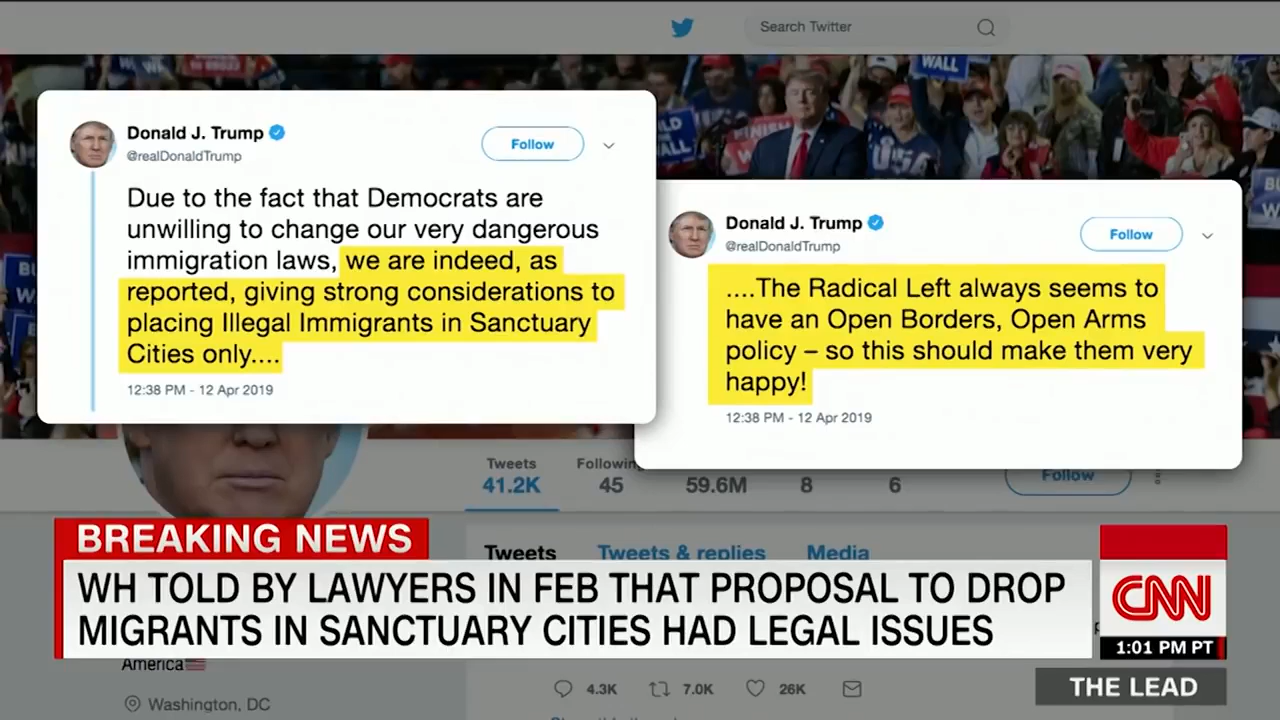 Search Twitter
WALL
Donald J. Trump
@realDonaldTrump
Follow
Due to the fact that Democrats are
unwilling to change our very dangerous
immigration laws, we are indeed, as
reported, giving strong considerations to
placing Illegal Immigrants in Sanctuary
Cities only....
12:38 PM - 12 Apr 2019
FINISH
USA
Donald J. Trump
@realDonaldTrump
Follow
....The Radical Left always seems to
have an Open Borders, Open Arms
policy – so this should make them very
happy!
12:38 PM - 12 Apr 2019
Tweets Following
41.2K 45 59.6M 8 6
Follow
Tweets Tweets & replies Media
BREAKING NEWS
WH TOLD BY LAWYERS IN FEB THAT PROPOSAL TO DROP
MIGRANTS IN SANCTUARY CITIES HAD LEGAL ISSUES
CNN
1:01 PM PT
America
4.3K 7.0K 26K
THE LEAD
Washington, DC